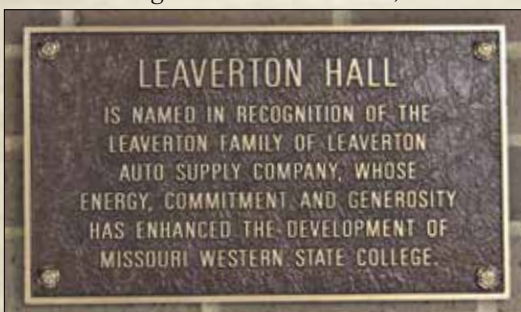 LEAVERTON HALL
IS NAMED IN RECOGNITION OF THE
LEAVERTON FAMILY OF LEAVERTON
AUTO SUPPLY COMPANY, WHOSE
ENERGY, COMMITMENT AND GENEROSITY
HAS ENHANCED THE DEVELOPMENT OF
MISSOURI WESTERN STATE COLLEGE.